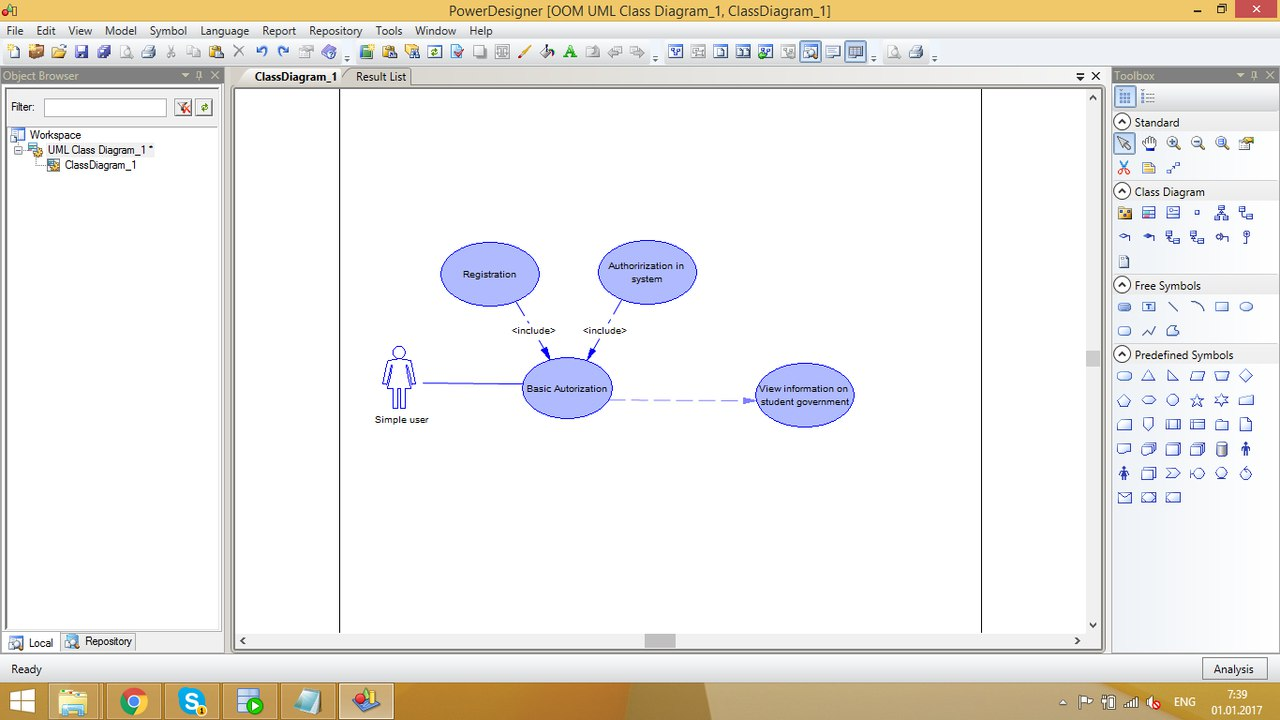 PowerDesigner [OOM UML Class Diagram_1, ClassDiagram_1]
File Edit View Model Symbol Language Report Repository Tools Window Help
Object Browser
ClassDiagram_1
Result List
Toolbox
Filter:
Workspace
UML Class Diagram_1 *
ClassDiagram_1
Standard
Class Diagram
Free Symbols
Predefined Symbols
Registration
Authorirization in
system
<include>
<include>
Basic Autorization
View information on
student government
Simple user
Local
Repository
Ready
Analysis
ENG
7:39
01.01.2017